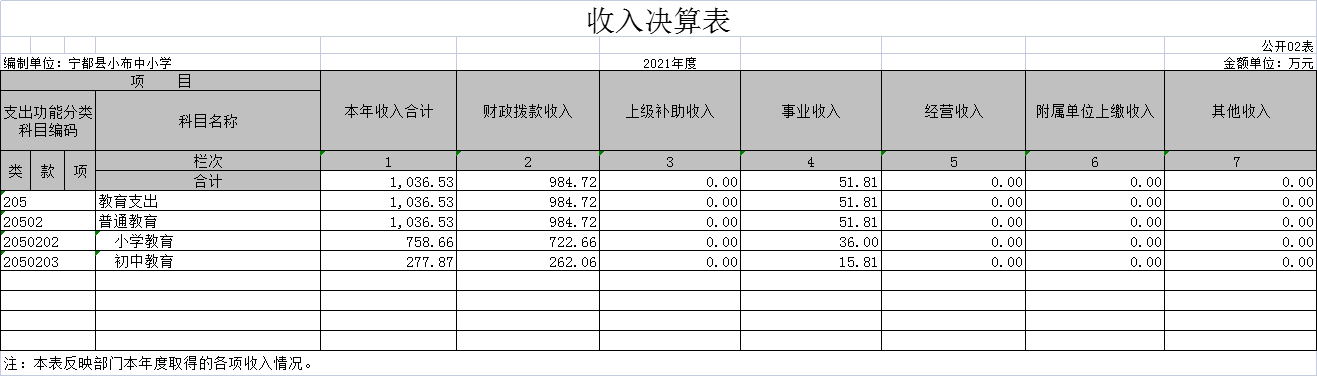 收入决算表
公开02表
编制单位：宁都县小布中小学 2021年度 金额单位：万元
项 目 本年收入合计 财政拨款收入 上级补助收入 事业收入 经营收入 附属单位上缴收入 其他收入
支出功能分类科目编码 科目名称
类 款 项 栏次 1 2 3 4 5 6 7
合计 1,036.53 984.72 0.00 51.81 0.00 0.00 0.00
205 教育支出 1,036.53 984.72 0.00 51.81 0.00 0.00 0.00
20502 普通教育 1,036.53 984.72 0.00 51.81 0.00 0.00 0.00
2050202 小学教育 758.66 722.66 0.00 36.00 0.00 0.00 0.00
2050203 初中教育 277.87 262.06 0.00 15.81 0.00 0.00 0.00
注：本表反映部门本年度取得的各项收入情况。